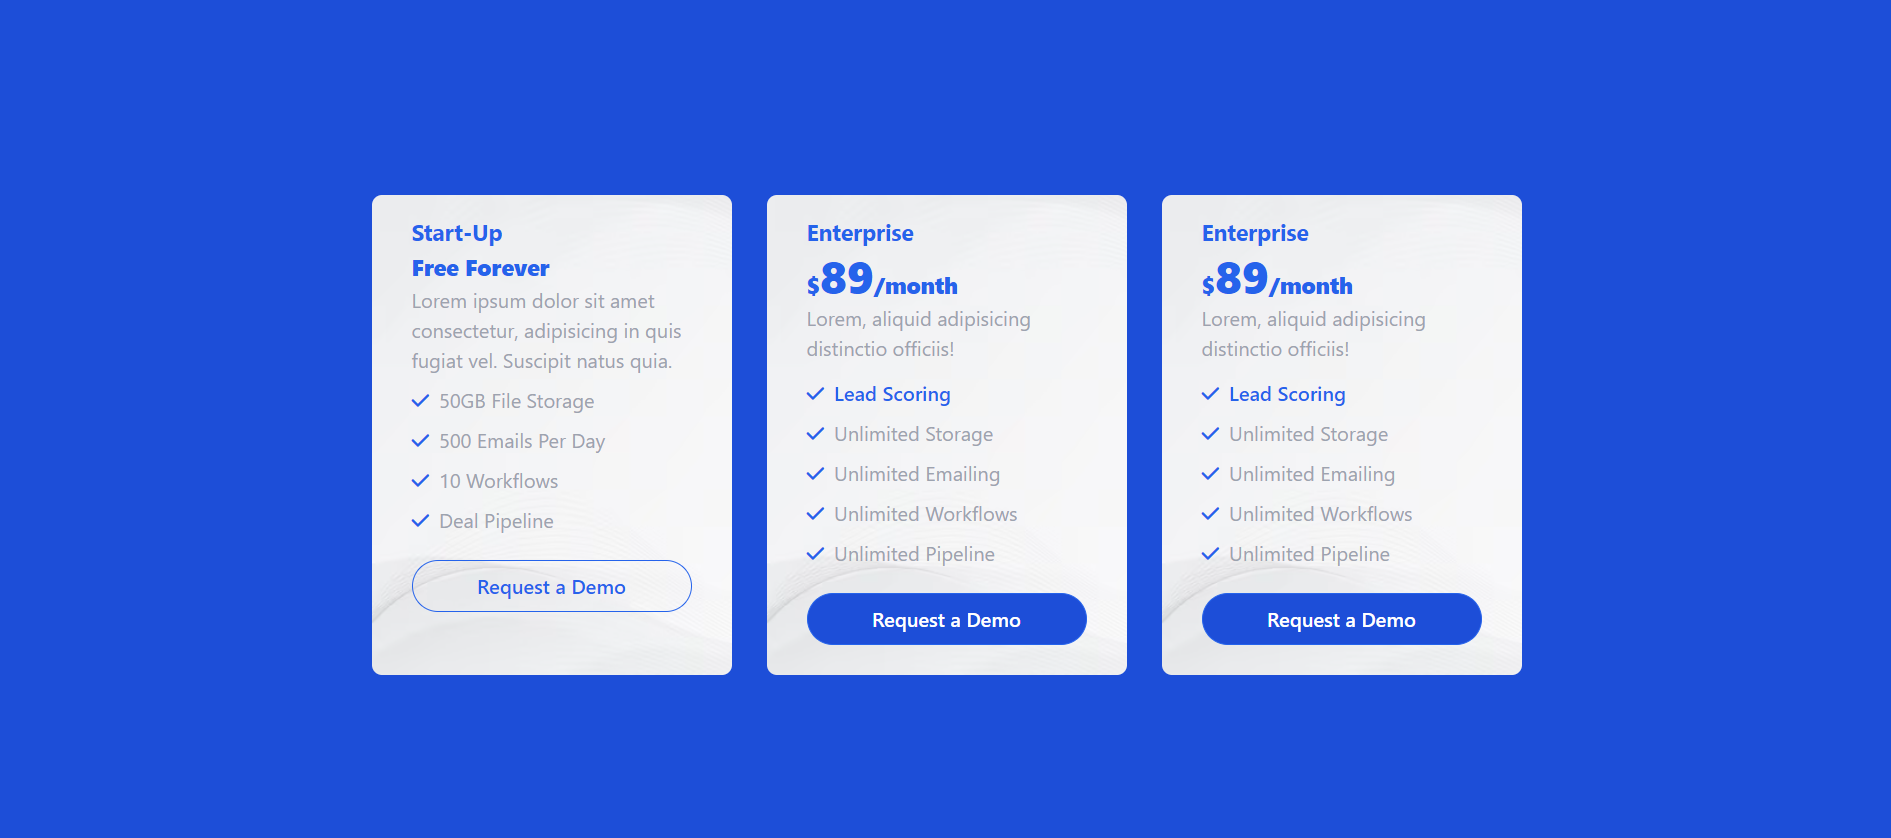 Start-Up
Free Forever
Lorem ipsum dolor sit amet
consectetur, adipisicing in quis
fugiat vel. Suscipit natus quia.
50GB File Storage
500 Emails Per Day
10 Workflows
Deal Pipeline
Request a Demo
Enterprise
$89/month
Lorem, aliquid adipisicing
distinctio officiis!
Lead Scoring
Unlimited Storage
Unlimited Emailing
Unlimited Workflows
Unlimited Pipeline
Request a Demo
Enterprise
$89/month
Lorem, aliquid adipisicing
distinctio officiis!
Lead Scoring
Unlimited Storage
Unlimited Emailing
Unlimited Workflows
Unlimited Pipeline
Request a Demo